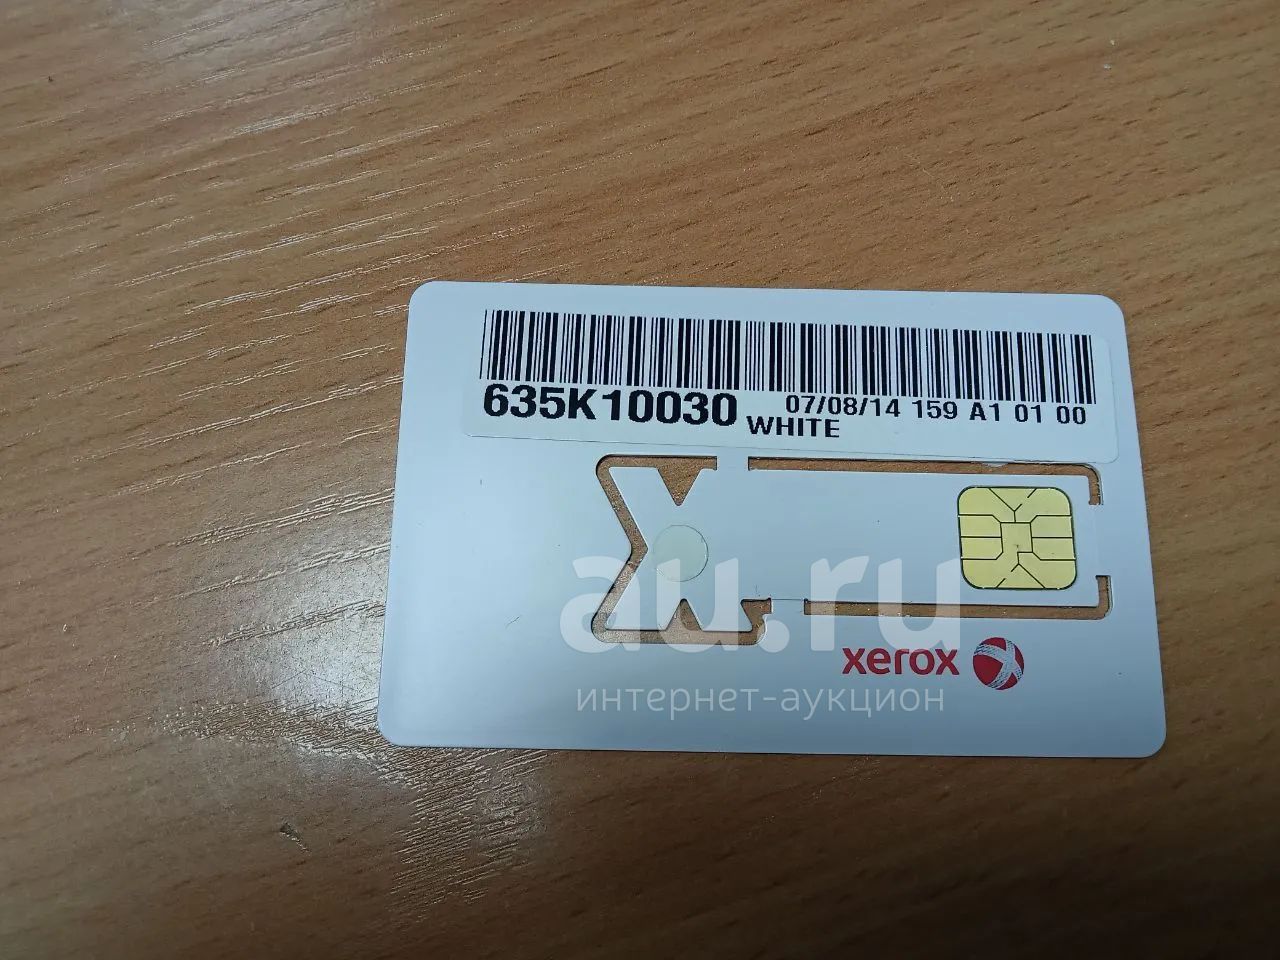 635K10030 07/08/14 159 A1 01 00
WHITE
au.ru
xerox
интернет-аукцион